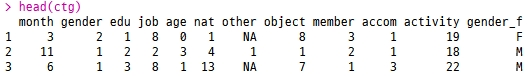 > head(ctg)
month gender edu job age nat other object member accom activity gender_f
1 3 2 1 8 0 1 NA 8 3 1 19 F
2 11 1 2 2 3 4 1 1 2 1 18 M
3 6 1 3 8 1 13 NA 7 1 3 22 M